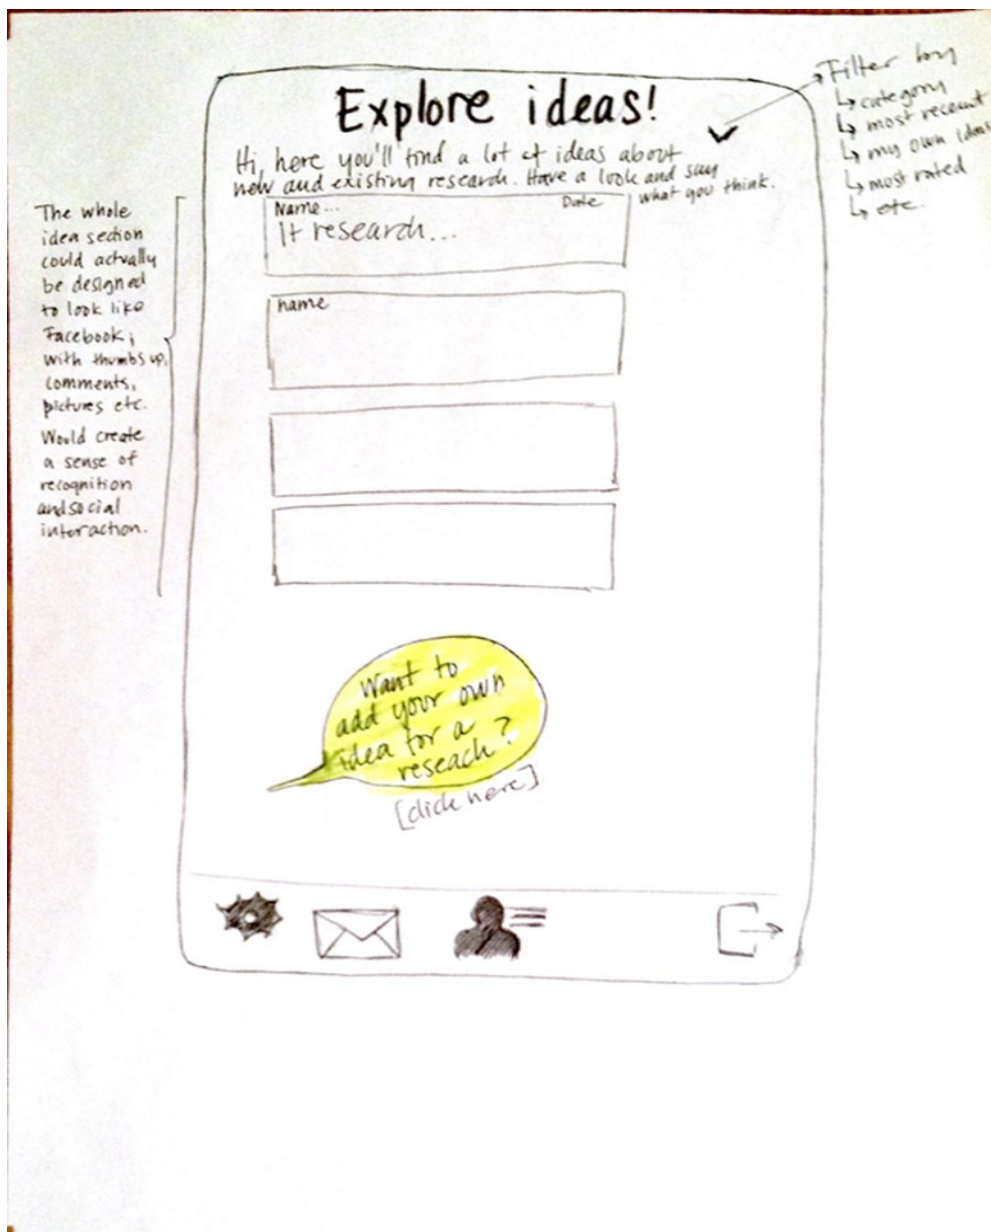 Explore ideas!
Hi, here you'll find a lot of ideas about
new and existing research. Have a look and say
what you think.
Filter by
↳ category
↳ most recent
↳ my own ideas
↳ most rated
↳ etc.
Name... Date
It research...
name
The whole
idea section
could actually
be designed
to look like
Facebook;
with thumbs up,
comments,
pictures etc.
Would create
a sense of
recognition
and social
interaction.
Want to
add your own
idea for a
reseach?
[click here]